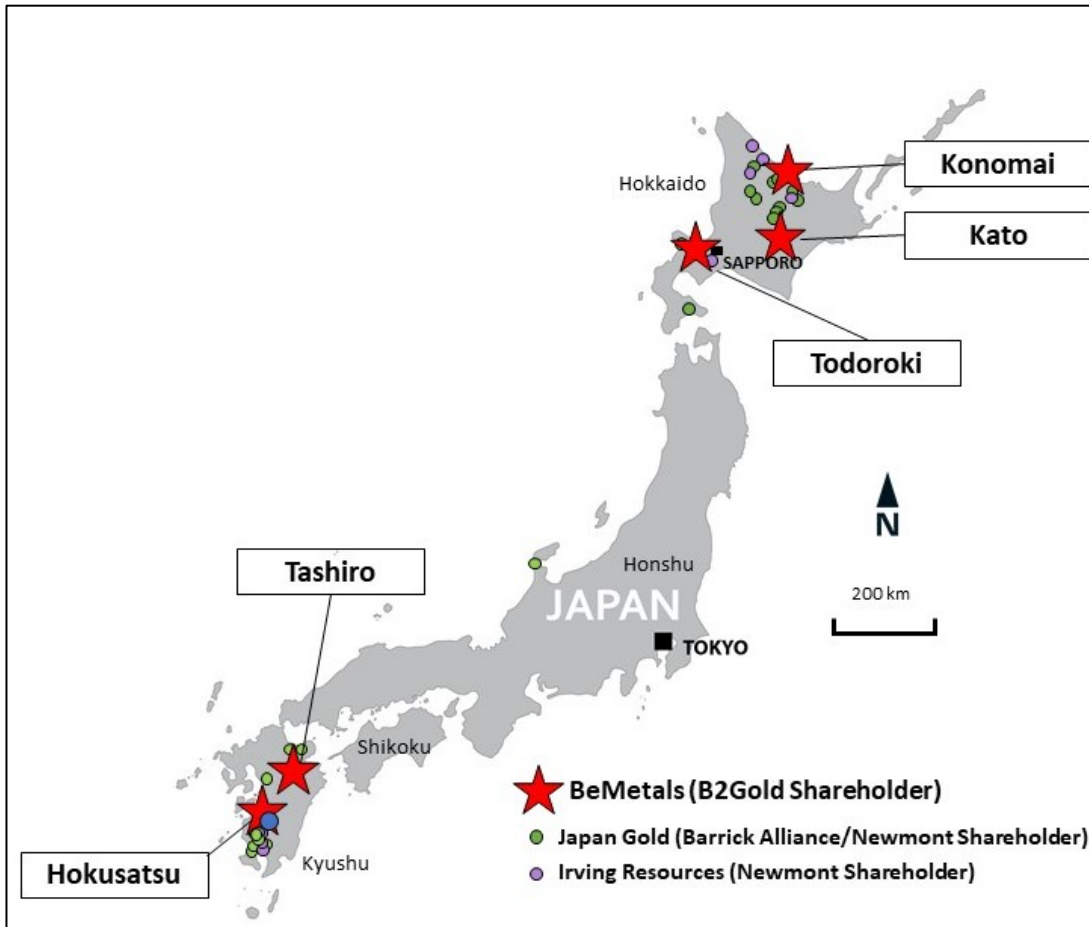 Konomai
Hokkaido
Kato
SAPPORO
Todoroki
N
Tashiro
Honshu
200 km
JAPAN
TOKYO
Shikoku
BeMetals (B2Gold Shareholder)
Japan Gold (Barrick Alliance/Newmont Shareholder)
Hokusatsu
Kyushu
Irving Resources (Newmont Shareholder)